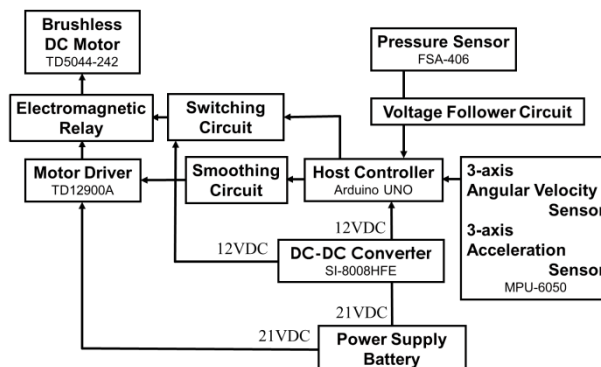 Brushless
DC Motor
TD5044-242
Pressure Sensor
FSA-406
Electromagnetic
Relay
Switching
Circuit
Voltage Follower Circuit
Motor Driver
TD12900A
Smoothing
Circuit
Host Controller
Arduino UNO
3-axis
Angular Velocity
Sensor
3-axis
Acceleration
Sensor
MPU-6050
12VDC
12VDC
DC-DC Converter
SI-8008HFE
21VDC
21VDC
Power Supply
Battery